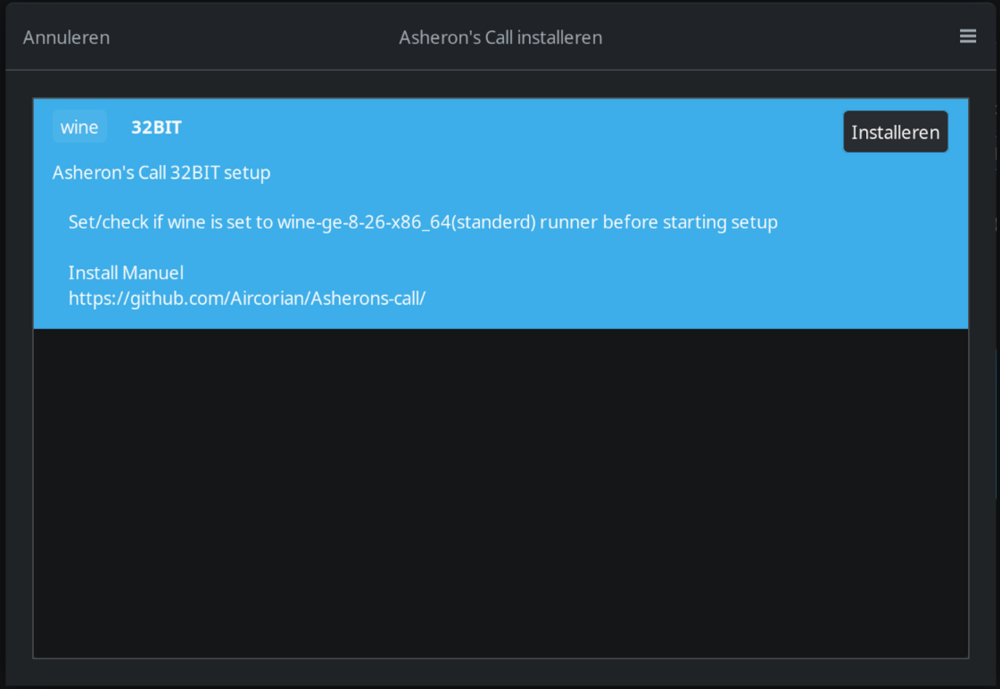 Annuleren
Asheron's Call installeren
wine
32BIT
Installeren
Asheron's Call 32BIT setup
Set/check if wine is set to wine-ge-8-26-x86_64(standerd) runner before starting setup
Install Manuel
https://github.com/Aircorian/Asherons-call/